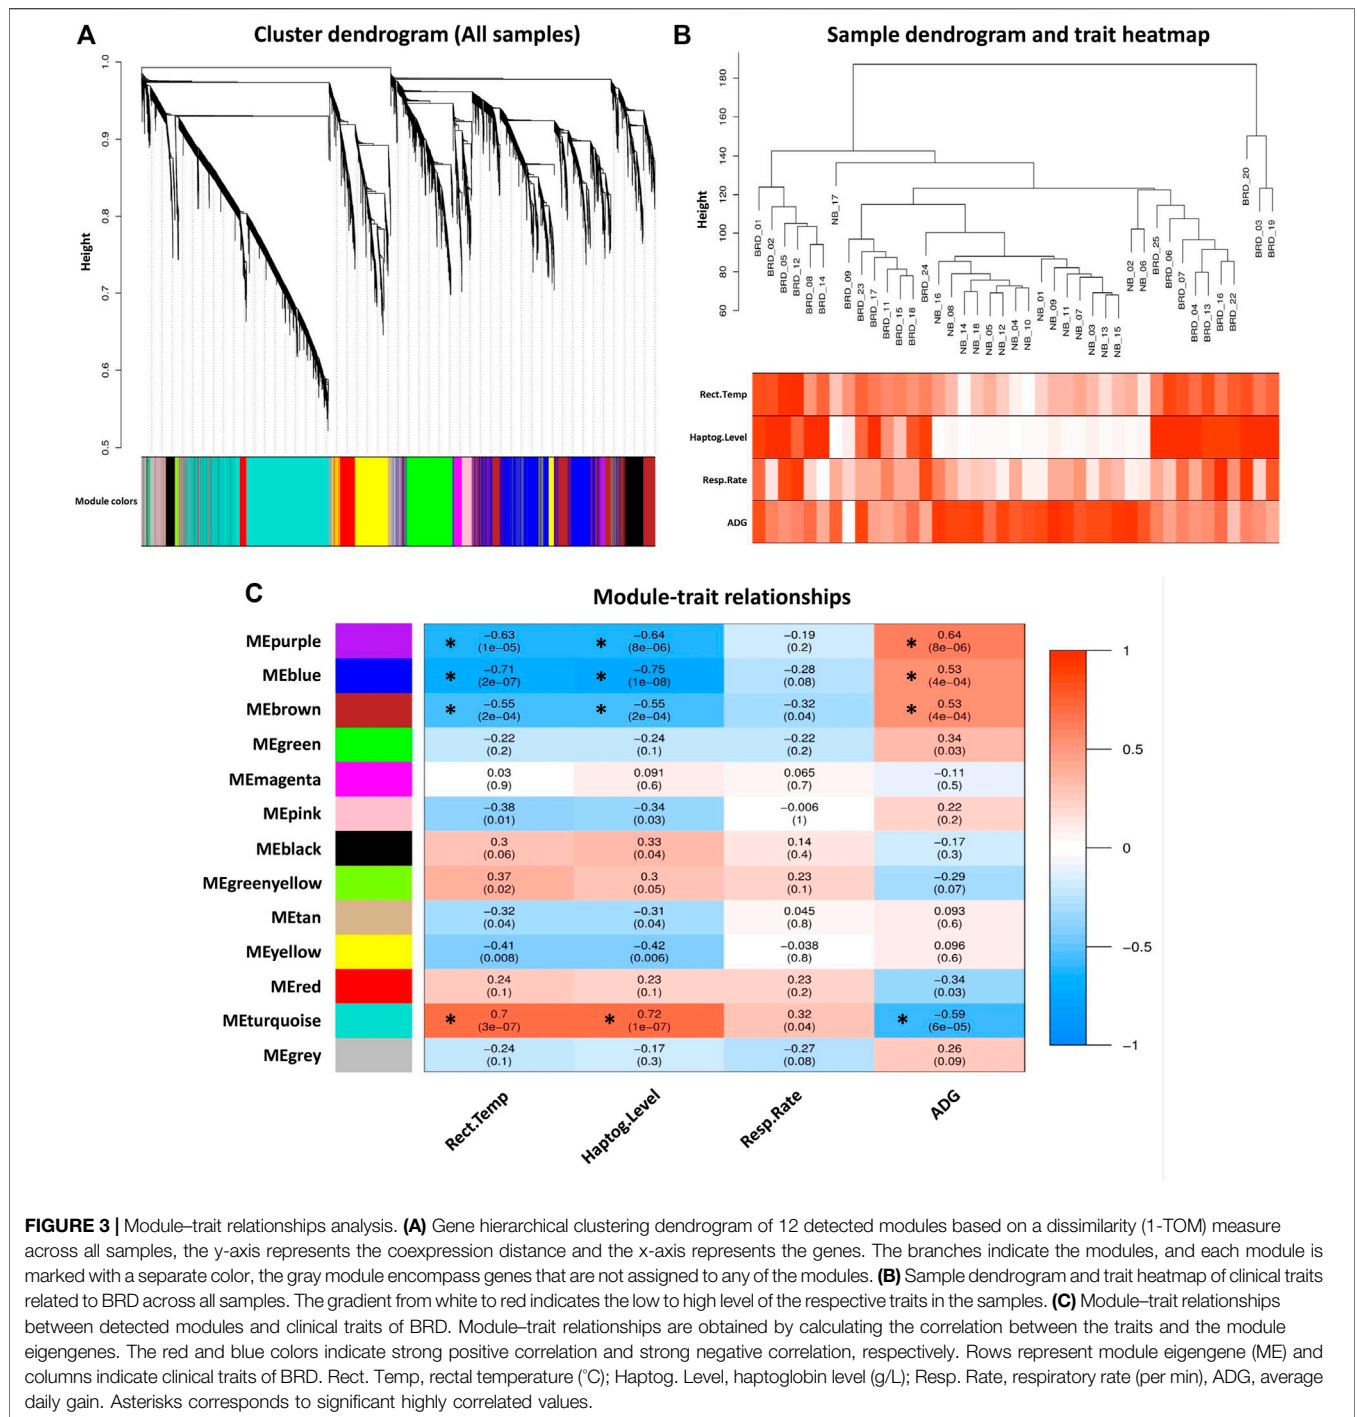 A
Cluster dendrogram (All samples)
Height
1.0
0.9
0.8
0.7
0.6
0.5
Module colors
B
Sample dendrogram and trait heatmap
Height
180
160
140
120
100
80
60
BRD_01
BRD_02
BRD_05
BRD_12
BRD_08
BRD_14
NB_17
BRD_09
BRD_23
BRD_17
BRD_11
BRD_15
BRD_18
BRD_24
NB_16
NB_08
NB_14
NB_18
NB_05
NB_12
NB_04
NB_10
NB_01
NB_09
NB_11
NB_07
NB_03
NB_13
NB_15
NB_02
NB_06
BRD_25
BRD_06
BRD_07
BRD_04
BRD_13
BRD_16
BRD_22
BRD_20
BRD_03
BRD_19
Rect.Temp
Haptog.Level
Resp.Rate
ADG
C
Module-trait relationships
MEpurple * −0.63 (1e−05) * −0.64 (8e−06) −0.19 (0.2) * 0.64 (8e−06)
MEblue * −0.71 (2e−07) * −0.75 (1e−08) −0.28 (0.08) * 0.53 (4e−04)
MEbrown * −0.55 (2e−04) * −0.55 (2e−04) −0.32 (0.04) * 0.53 (4e−04)
MEgreen −0.22 (0.2) −0.24 (0.1) −0.22 (0.2) 0.34 (0.03)
MEmagenta 0.03 (0.9) 0.091 (0.6) 0.065 (0.7) −0.11 (0.5)
MEpink −0.38 (0.01) −0.34 (0.03) −0.006 (1) 0.22 (0.2)
MEblack 0.3 (0.06) 0.33 (0.04) 0.14 (0.4) −0.17 (0.3)
MEgreenyellow 0.37 (0.02) 0.3 (0.05) 0.23 (0.1) −0.29 (0.07)
MEtan −0.32 (0.04) −0.31 (0.04) 0.045 (0.8) 0.093 (0.6)
MEyellow −0.41 (0.008) −0.42 (0.006) −0.038 (0.8) 0.096 (0.6)
MEred 0.24 (0.1) 0.23 (0.1) 0.23 (0.2) −0.34 (0.03)
MEturquoise * 0.7 (3e−07) * 0.72 (1e−07) 0.32 (0.04) * −0.59 (6e−05)
MEgrey −0.24 (0.1) −0.17 (0.3) −0.27 (0.08) 0.26 (0.09)
Rect.Temp
Haptog.Level
Resp.Rate
ADG
1
0.5
0
−0.5
−1
FIGURE 3 | Module–trait relationships analysis. (A) Gene hierarchical clustering dendrogram of 12 detected modules based on a dissimilarity (1-TOM) measure
across all samples, the y-axis represents the coexpression distance and the x-axis represents the genes. The branches indicate the modules, and each module is
marked with a separate color, the gray module encompass genes that are not assigned to any of the modules. (B) Sample dendrogram and trait heatmap of clinical traits
related to BRD across all samples. The gradient from white to red indicates the low to high level of the respective traits in the samples. (C) Module–trait relationships
between detected modules and clinical traits of BRD. Module–trait relationships are obtained by calculating the correlation between the traits and the module
eigengenes. The red and blue colors indicate strong positive correlation and strong negative correlation, respectively. Rows represent module eigengene (ME) and
columns indicate clinical traits of BRD. Rect. Temp, rectal temperature (°C); Haptog. Level, haptoglobin level (g/L); Resp. Rate, respiratory rate (per min), ADG, average
daily gain. Asterisks corresponds to significant highly correlated values.